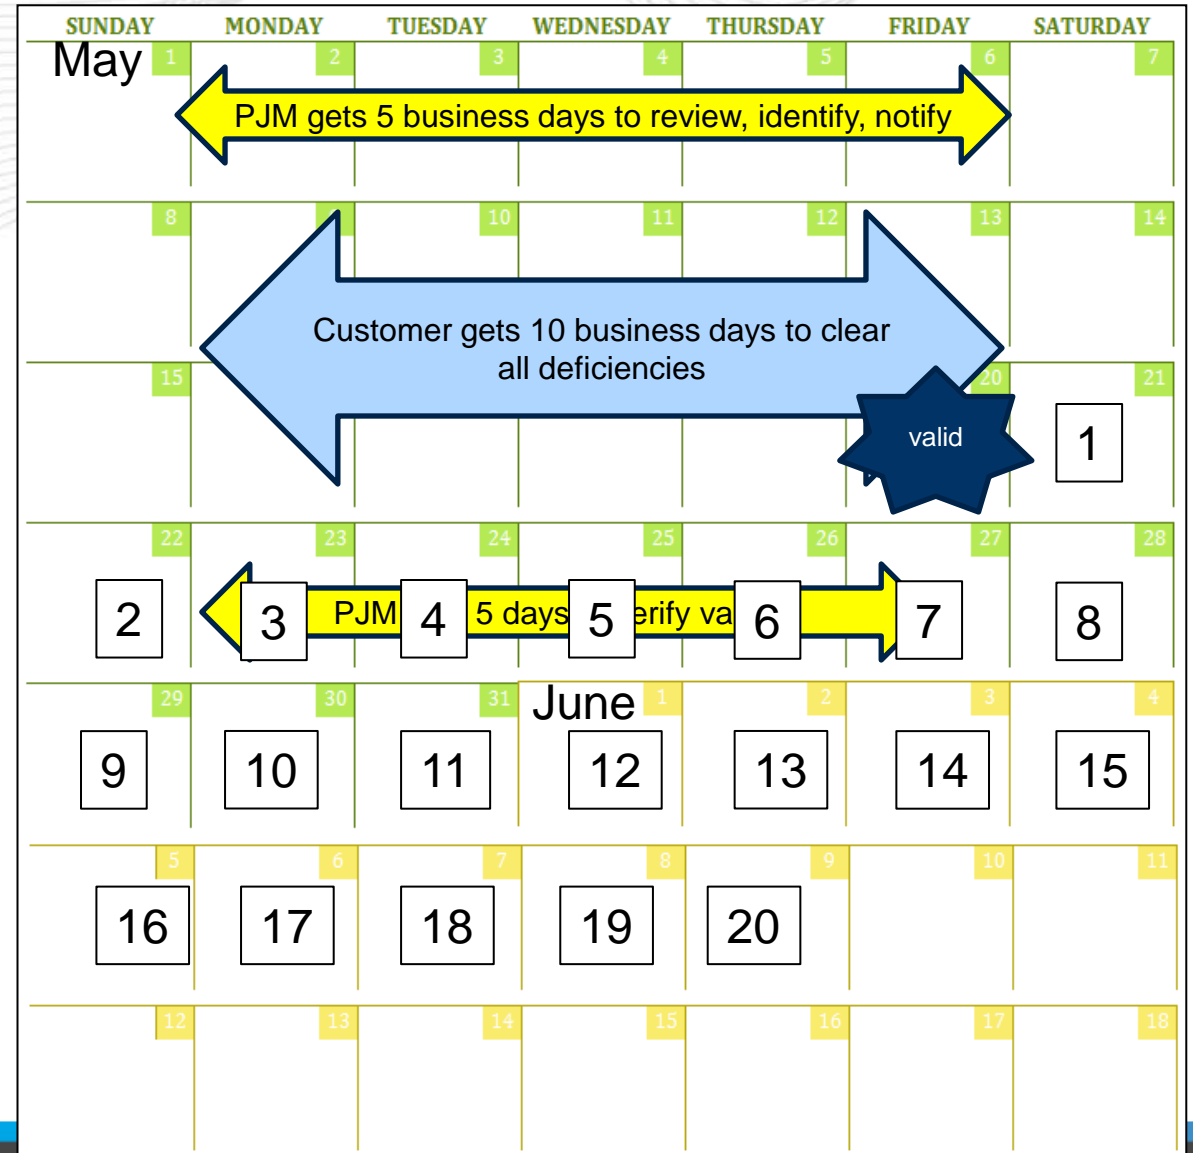 SUNDAY MONDAY TUESDAY WEDNESDAY THURSDAY FRIDAY SATURDAY
May 1 2 3 4 5 6 7
PJM gets 5 business days to review, identify, notify
8 10 11 12 13 14
Customer gets 10 business days to clear
all deficiencies
15 20 21
valid
1
22 23 24 25 26 27 28
PJM 5 days erify va
2 3 4 5 6 7 8
29 30 31 June 1 2 3 4
9 10 11 12 13 14 15
5 6 7 8 9 10 11
16 17 18 19 20
12 13 14 15 16 17 18